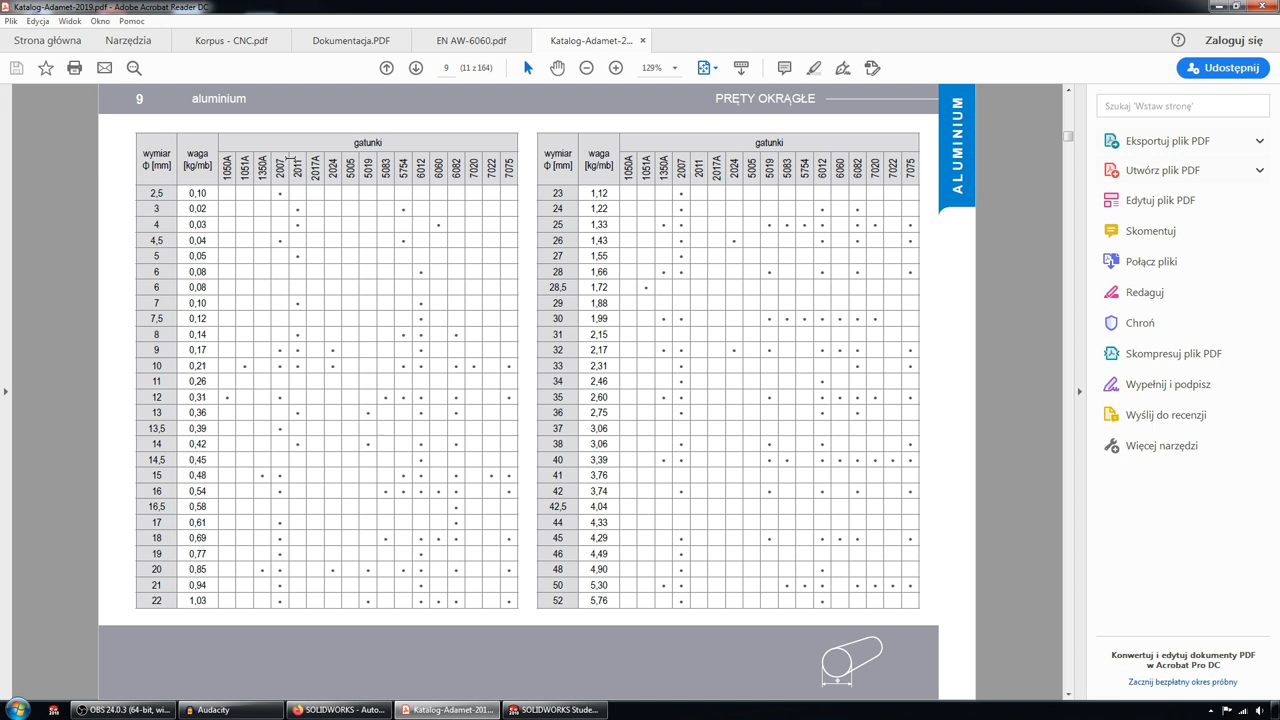 Katalog-Adamet-2019.pdf - Adobe Acrobat Reader DC
Plik Edycja Widok Okno Pomoc
Strona główna Narzędzia Korpus - CNC.pdf Dokumentacja.PDF EN AW-6060.pdf Katalog-Adamet-2... × ? Zaloguj się
9 (11 z 164) 129% Udostępnij
9 aluminium PRĘTY OKRĄGŁE
ALUMINIUM
wymiar Φ [mm] waga [kg/mb] gatunki
1050A 1051A 1350A 2007 2011 2017A 2024 5005 5019 5083 5754 6012 6060 6082 7020 7022 7075
2,5 0,10 •
3 0,02 • •
4 0,03 • •
4,5 0,04 • •
5 0,05 •
6 0,08 •
6 0,08
7 0,10 • •
7,5 0,12 •
8 0,14 • • • •
9 0,17 • • • •
10 0,21 • • • • • • • • •
11 0,26
12 0,31 • • • • • • •
13 0,36 • • • •
13,5 0,39 •
14 0,42 • • • •
14,5 0,45 •
15 0,48 • • • • • • •
16 0,54 • • • • • • •
16,5 0,58 •
17 0,61 • •
18 0,69 • • • • •
19 0,77 • •
20 0,85 • • • • • • • •
21 0,94 • •
22 1,03 • • • • • •
wymiar Φ [mm] waga [kg/mb] gatunki
1050A 1051A 1350A 2007 2011 2017A 2024 5005 5019 5083 5754 6012 6060 6082 7020 7022 7075
23 1,12 •
24 1,22 • • •
25 1,33 • • • • • • • • •
26 1,43 • • • • •
27 1,55 •
28 1,66 • • • • • •
28,5 1,72 •
29 1,88
30 1,99 • • • • • • • • •
31 2,15
32 2,17 • • • • • • • •
33 2,31 • • •
34 2,46 • •
35 2,60 • • • • • • • •
36 2,75 • • •
37 3,06
38 3,06 • • • • •
40 3,39 • • • • • • • • • •
41 3,76
42 3,74 • • • • •
42,5 4,04
44 4,33
45 4,29 • • • • • •
46 4,49 •
48 4,90 • •
50 5,30 • • • • • • • • • •
52 5,76 • •
Φ
Szukaj 'Wstaw stronę'
Eksportuj plik PDF
Utwórz plik PDF
Edytuj plik PDF
Skomentuj
Połącz pliki
Redaguj
Chroń
Skompresuj plik PDF
Wypełnij i podpisz
Wyślij do recenzji
Więcej narzędzi
Konwertuj i edytuj dokumenty PDF
w Acrobat Pro DC
Zacznij bezpłatny okres próbny
OBS 24.0.3 (64-bit, wi... Audacity SOLIDWORKS - Auto... Katalog-Adamet-201... SOLIDWORKS Stude...